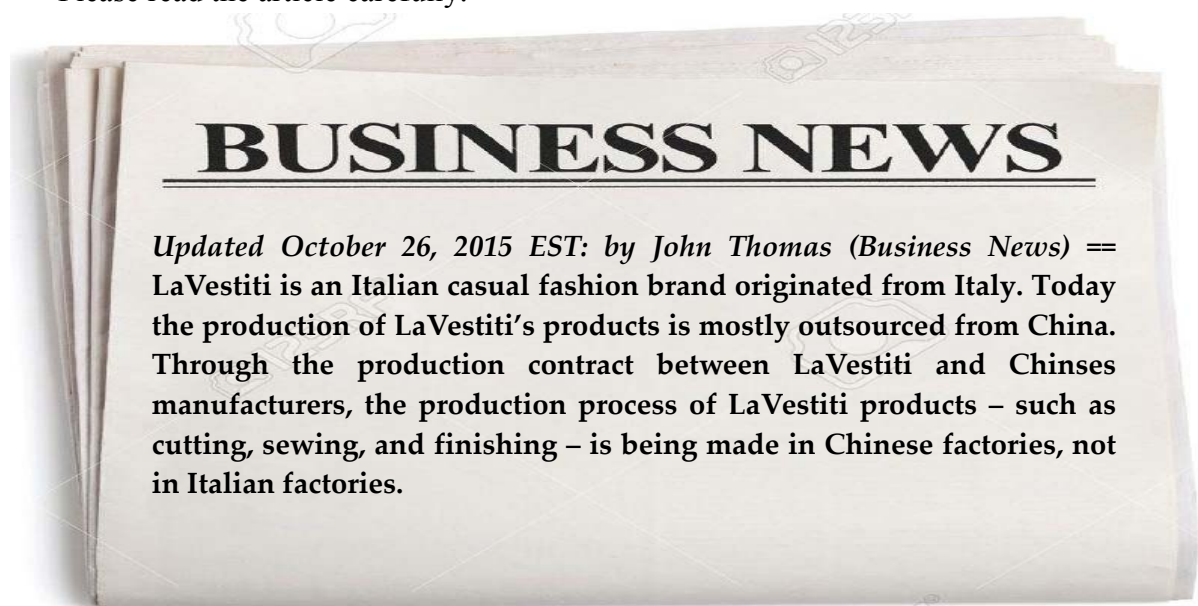 Please read the article carefully.
BUSINESS NEWS
Updated October 26, 2015 EST: by John Thomas (Business News) ==
LaVestiti is an Italian casual fashion brand originated from Italy. Today
the production of LaVestiti’s products is mostly outsourced from China.
Through the production contract between LaVestiti and Chinses
manufacturers, the production process of LaVestiti products – such as
cutting, sewing, and finishing – is being made in Chinese factories, not
in Italian factories.
123RF
123RF